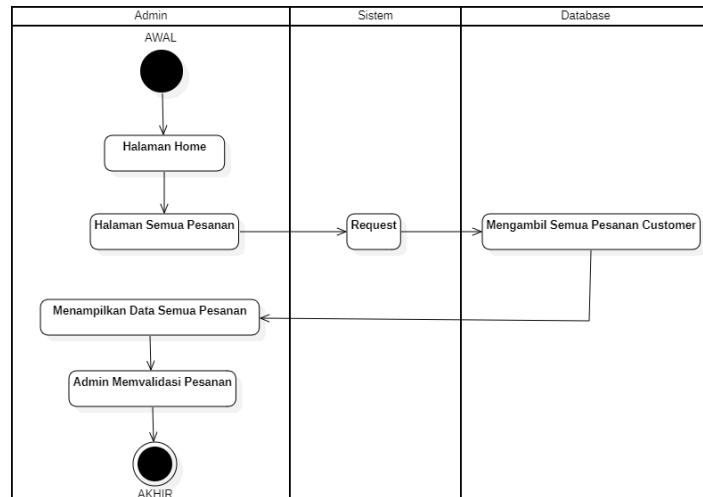 Admin
Sistem
Database
AWAL
Halaman Home
Halaman Semua Pesanan
Request
Mengambil Semua Pesanan Customer
Menampilkan Data Semua Pesanan
Admin Memvalidasi Pesanan
AKHIR